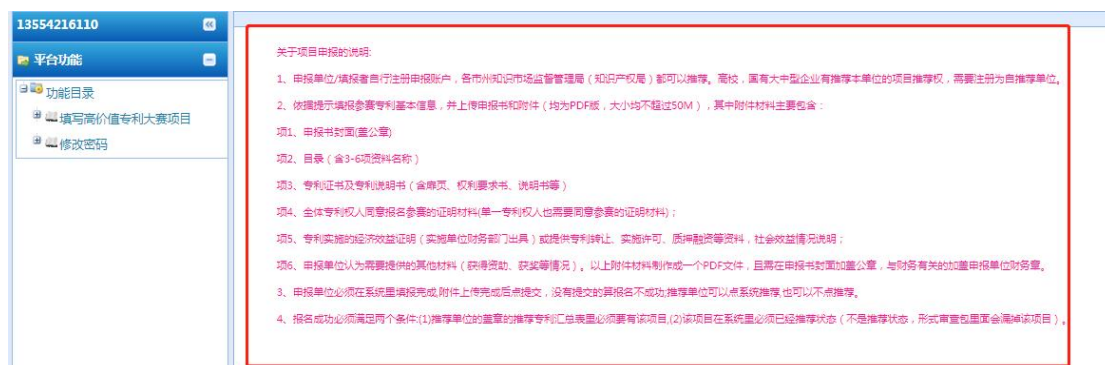 13554216110
平台功能
功能目录
填写高价值专利大赛项目
修改密码
关于项目申报的说明:
1、申报单位/填报者自行注册申报账户，各市州知识市场监督管理局（知识产权局）都可以推荐。高校，国有大中型企业有推荐本单位的项目推荐权，需要注册为自推荐单位。
2、依据提示填报参赛专利基本信息，并上传申报书和附件（均为PDF版，大小均不超过50M），其中附件材料主要包含：
项1、申报书封面(盖公章)
项2、目录（含3-6项资料名称）
项3、专利证书及专利说明书（含扉页、权利要求书、说明书等）
项4、全体专利权人同意报名参赛的证明材料(单一专利权人也需要同意参赛的证明材料)；
项5、专利实施的经济效益证明（实施单位财务部门出具）或提供专利转让、实施许可、质押融资等资料，社会效益情况说明；
项6、申报单位认为需要提供的其他材料（获得资助、获奖等情况）。以上附件材料制作成一个PDF文件，且需在申报书封面加盖公章，与财务有关的加盖申报单位财务章。
3、申报单位必须在系统里填报完成,附件上传完成后点提交，没有提交的算报名不成功;推荐单位可以点系统推荐,也可以不点推荐。
4、报名成功必须满足两个条件:(1)推荐单位的盖章的推荐专利汇总表里必须要有该项目,(2)该项目在系统里必须已经推荐状态（不是推荐状态，形式审查包里面会漏掉该项目）。